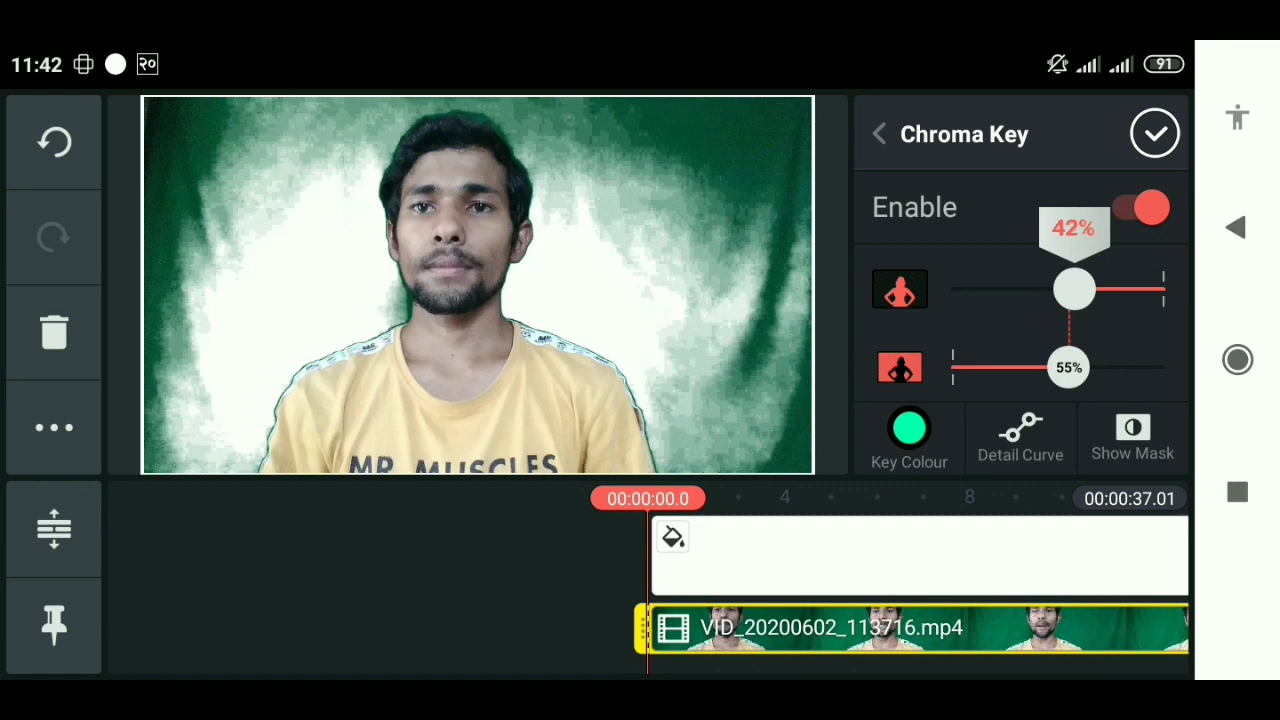 11:42
२०
91
Chroma Key
Enable
42%
55%
Key Colour
Detail Curve
Show Mask
MR MUSCLES
00:00:00.0
4
8
00:00:37.01
VID_20200602_113716.mp4